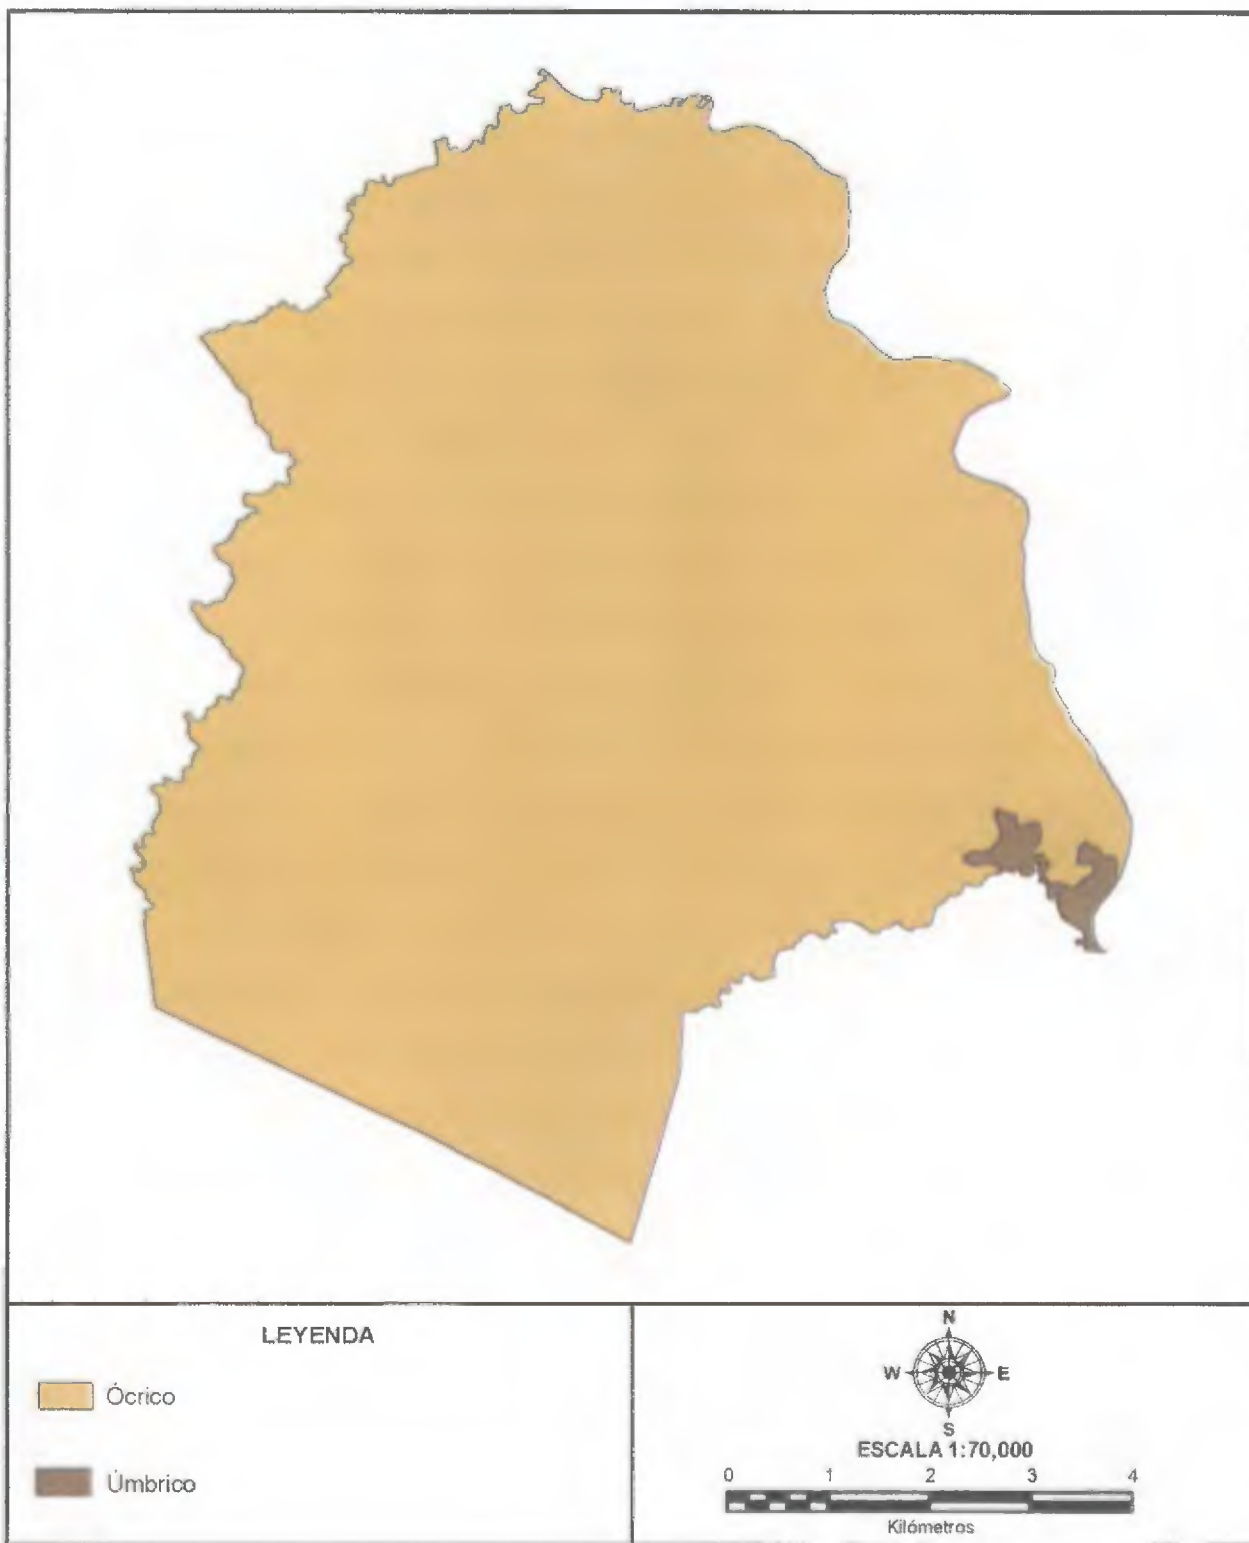 LEYENDA
Ócrico
Úmbrico
N
W E
S
ESCALA 1:70,000
0 1 2 3 4
Kilómetros